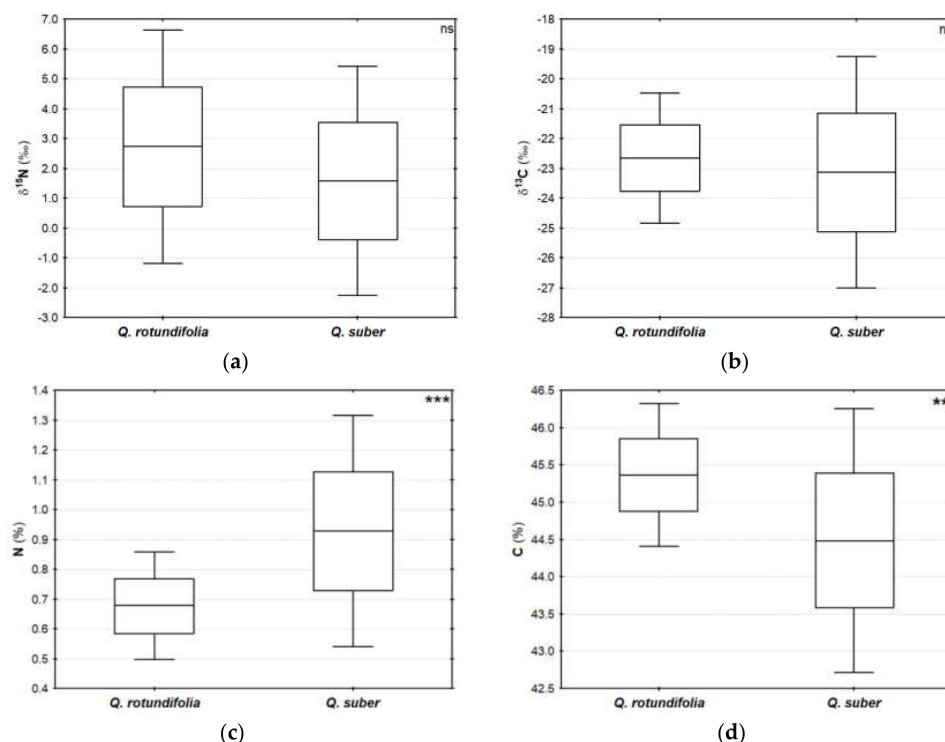 7.0
6.0
5.0
4.0
3.0
2.0
1.0
0.0
-1.0
-2.0
-3.0
δ¹⁵N (‰)
ns
Q. rotundifolia
Q. suber
(a)
-18
-19
-20
-21
-22
-23
-24
-25
-26
-27
-28
δ¹³C (‰)
Q. rotundifolia
Q. suber
(b)
1.4
1.3
1.2
1.1
1.0
0.9
0.8
0.7
0.6
0.5
0.4
N (%)
***
Q. rotundifolia
Q. suber
(c)
46.5
46.0
45.5
45.0
44.5
44.0
43.5
43.0
42.5
C (%)
**
Q. rotundifolia
Q. suber
(d)